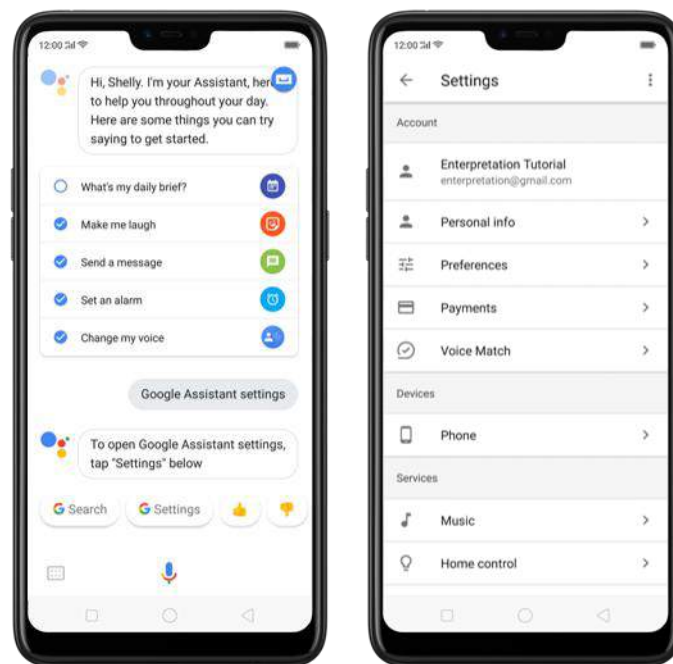 12:00
Hi, Shelly. I'm your Assistant, here
to help you throughout your day.
Here are some things you can try
saying to get started.
What's my daily brief?
Make me laugh
Send a message
Set an alarm
Change my voice
Google Assistant settings
To open Google Assistant settings,
tap "Settings" below
G Search
G Settings
12:00
Settings
Account
Enterpretation Tutorial
enterpretation@gmail.com
Personal info
Preferences
Payments
Voice Match
Devices
Phone
Services
Music
Home control